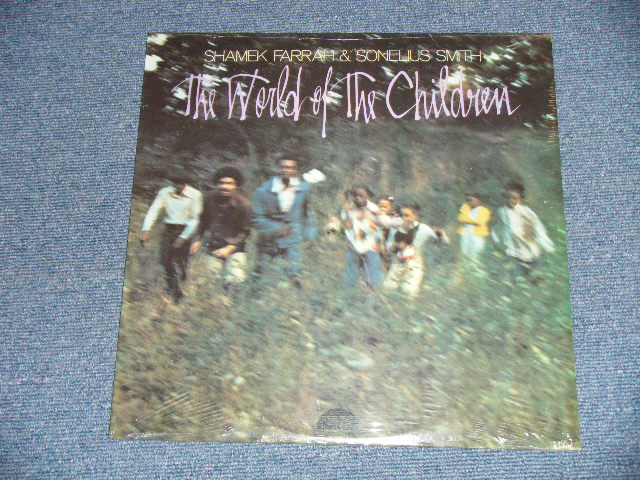 SHAMEK FARRAH & SONELIUS SMITH
The World of The Children